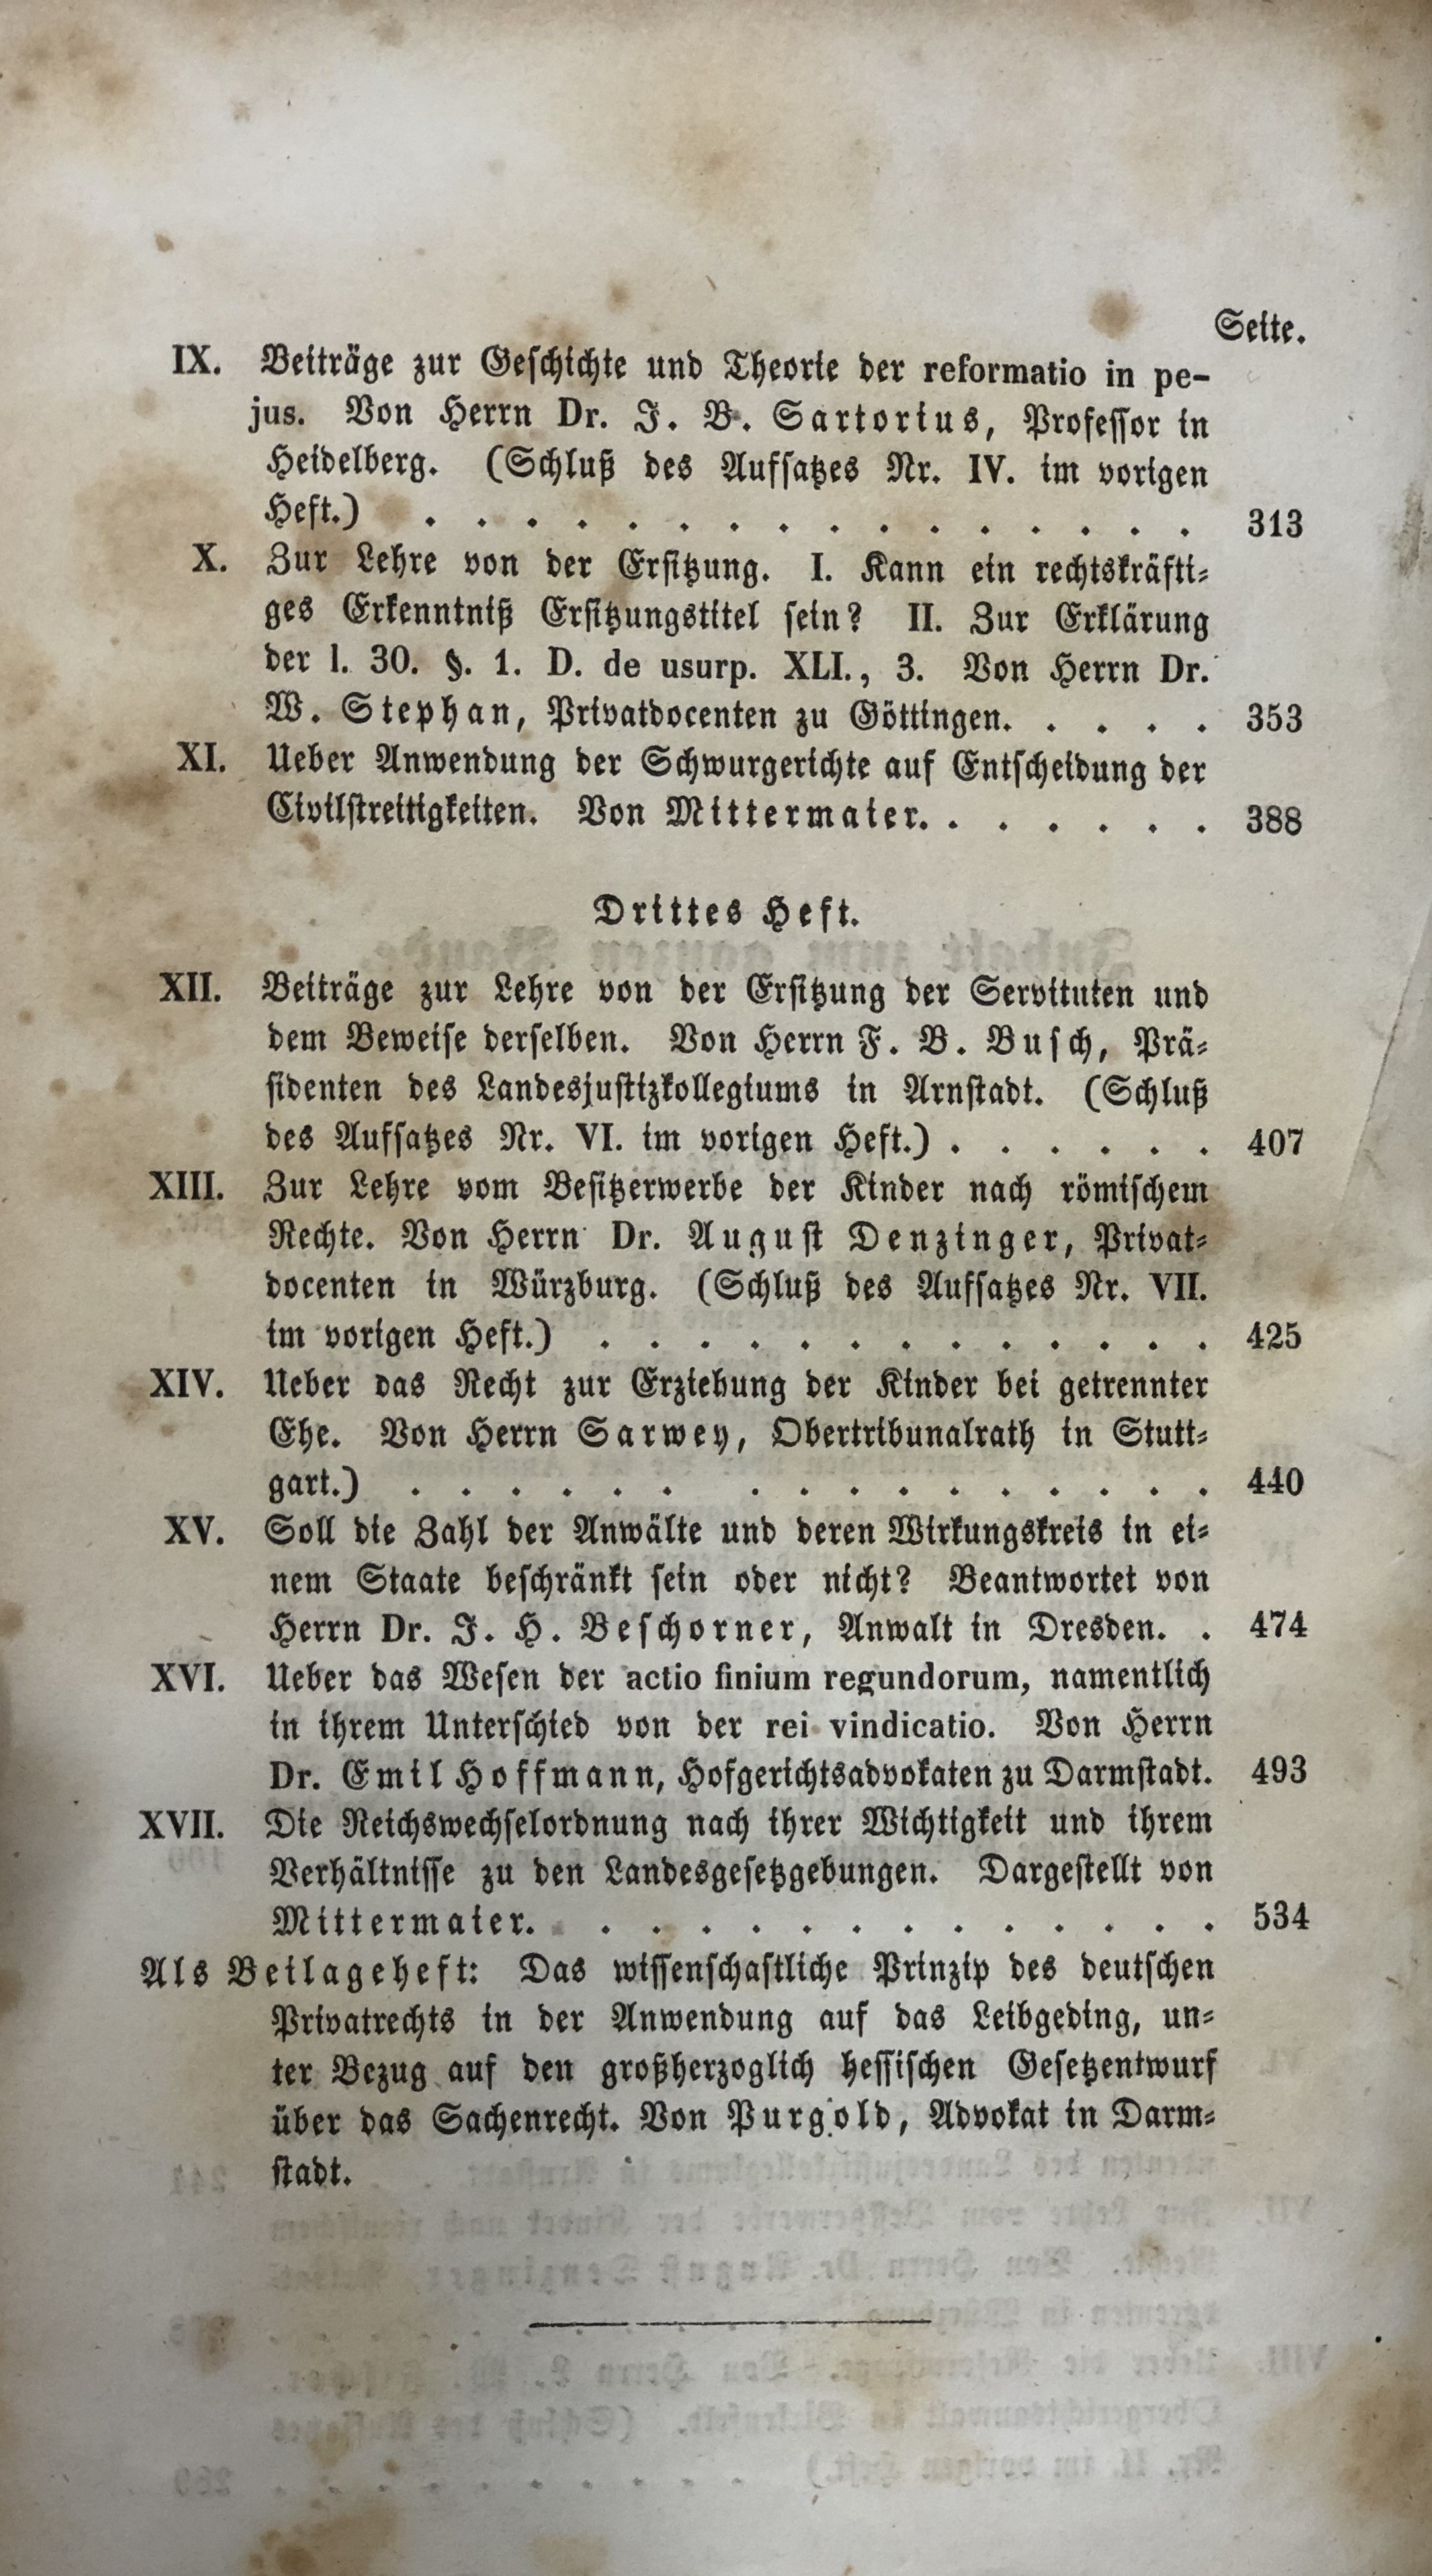 Seite.
IX. Beiträge zur Geschichte und Theorie der reformatio in pe-
jus. Von Herrn Dr. J. B. Sartorius, Professor in
Heidelberg. (Schluß des Aufsatzes Nr. IV. im vorigen
Heft.) . . . . . . . . . . . . . . . . 313
X. Zur Lehre von der Ersitzung. I. Kann ein rechtskräfti-
ges Erkenntniß Ersitzungstitel sein? II. Zur Erklärung
der l. 30. §. 1. D. de usurp. XLI., 3. Von Herrn Dr.
W. Stephan, Privatdocenten zu Göttingen. . . . . 353
XI. Ueber Anwendung der Schwurgerichte auf Entscheidung der
Civilstreitigkeiten. Von Mittermaier. . . . . . . 388
Drittes Heft.
XII. Beiträge zur Lehre von der Ersitzung der Servituten und
dem Beweise derselben. Von Herrn F. B. Busch, Prä-
sidenten des Landesjustizkollegiums in Arnstadt. (Schluß
des Aufsatzes Nr. VI. im vorigen Heft.) . . . . . . 407
XIII. Zur Lehre vom Besitzerwerbe der Kinder nach römischem
Rechte. Von Herrn Dr. August Denzinger, Privat-
docenten in Würzburg. (Schluß des Aufsatzes Nr. VII.
im vorigen Heft.) . . . . . . . . . . . . . 425
XIV. Ueber das Recht zur Erziehung der Kinder bei getrennter
Ehe. Von Herrn Sarwey, Obertribunalrath in Stutt-
gart.) . . . . . . . . . . . . . . . . 440
XV. Soll die Zahl der Anwälte und deren Wirkungskreis in ei-
nem Staate beschränkt sein oder nicht? Beantwortet von
Herrn Dr. J. H. Beschorner, Anwalt in Dresden. . 474
XVI. Ueber das Wesen der actio finium regundorum, namentlich
in ihrem Unterschied von der rei vindicatio. Von Herrn
Dr. Emil Hoffmann, Hofgerichtsadvokaten zu Darmstadt. 493
XVII. Die Reichswechselordnung nach ihrer Wichtigkeit und ihrem
Verhältnisse zu den Landesgesetzgebungen. Dargestellt von
Mittermaier. . . . . . . . . . . . . . 534
Als Beilageheft: Das wissenschaftliche Prinzip des deutschen
Privatrechts in der Anwendung auf das Leibgeding, un-
ter Bezug auf den großherzoglich hessischen Gesetzentwurf
über das Sachenrecht. Von Purgold, Advokat in Darm-
stadt.